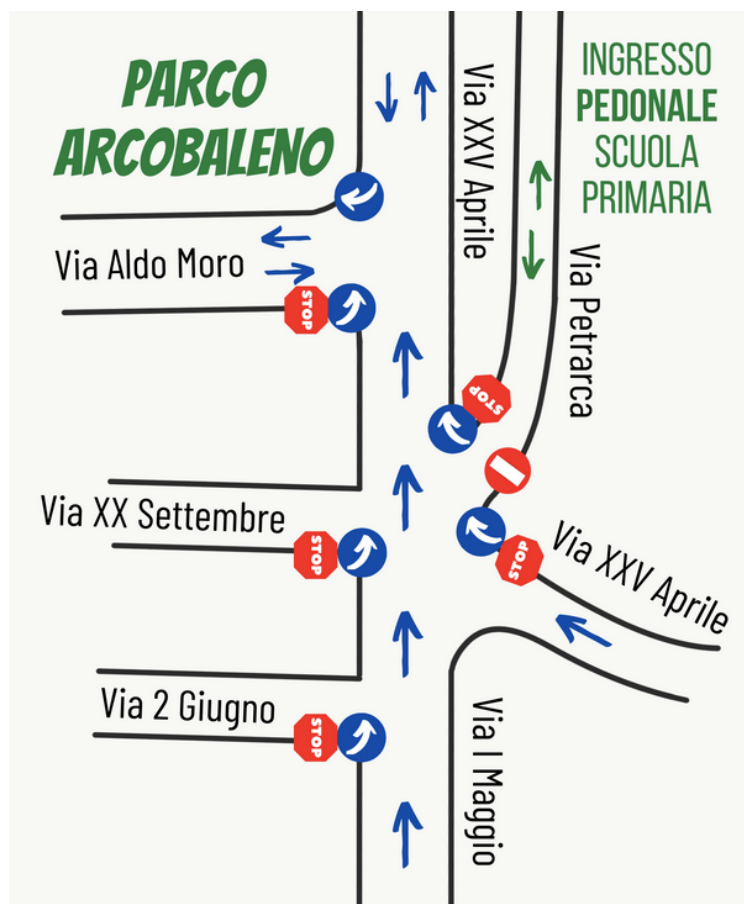 PARCO
ARCOBALENO
INGRESSO
PEDONALE
SCUOLA
PRIMARIA
Via XXV Aprile
Via Aldo Moro
STOP
Via Petrarca
STOP
Via XX Settembre
STOP
STOP
Via XXV Aprile
Via 2 Giugno
STOP
Via I Maggio